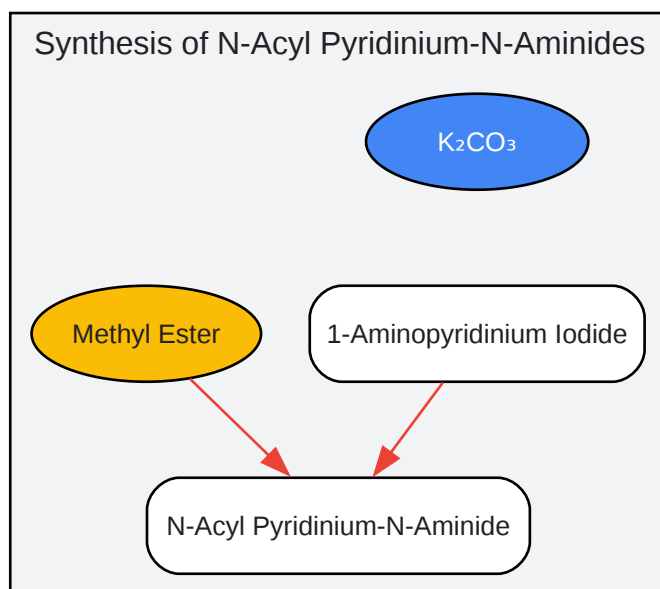 Synthesis of N-Acyl Pyridinium-N-Aminides
K₂CO₃
Methyl Ester
1-Aminopyridinium Iodide
N-Acyl Pyridinium-N-Aminide